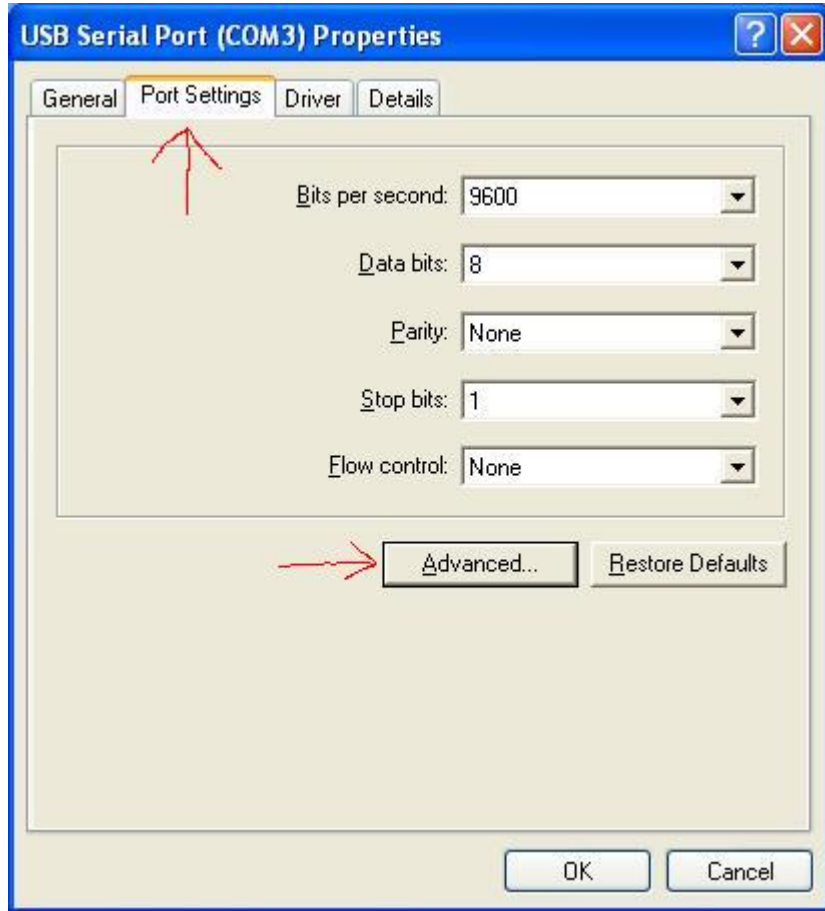 USB Serial Port (COM3) Properties
General Port Settings Driver Details
Bits per second: 9600
Data bits: 8
Parity: None
Stop bits: 1
Flow control: None
Advanced... Restore Defaults
OK Cancel